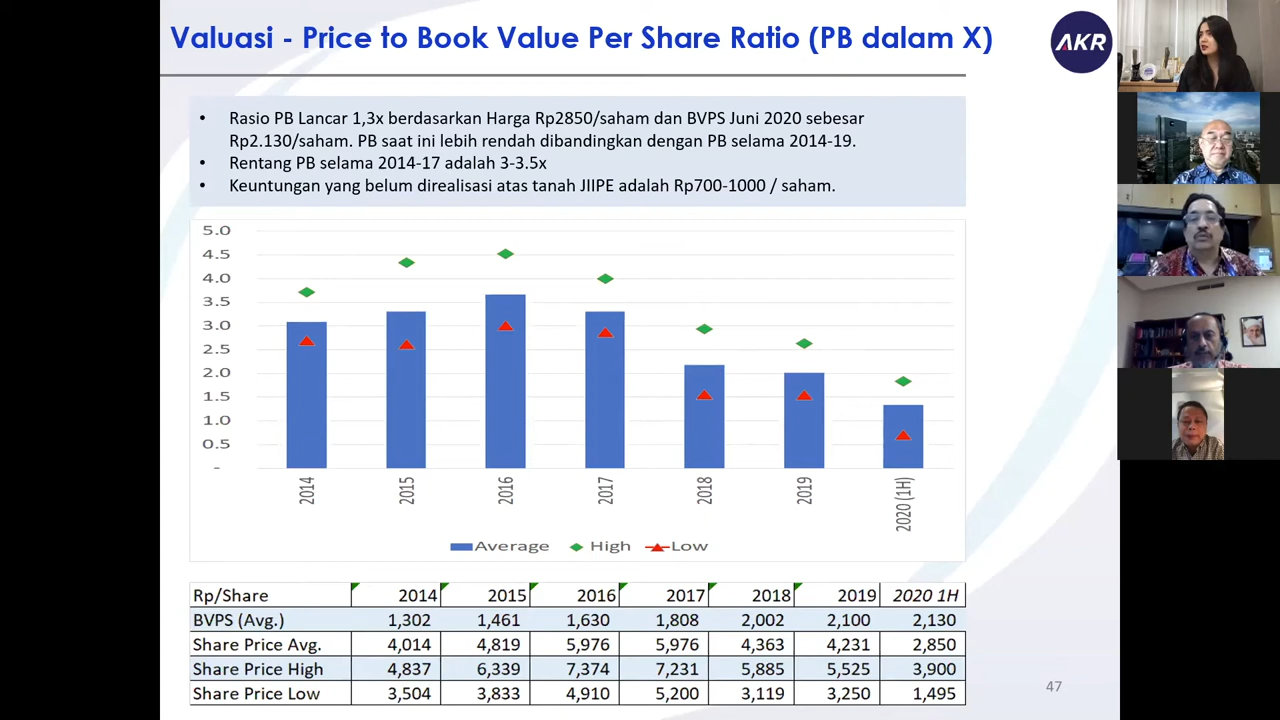 Valuasi - Price to Book Value Per Share Ratio (PB dalam X)
AKR
• Rasio PB Lancar 1,3x berdasarkan Harga Rp2850/saham dan BVPS Juni 2020 sebesar
Rp2.130/saham. PB saat ini lebih rendah dibandingkan dengan PB selama 2014-19.
• Rentang PB selama 2014-17 adalah 3-3.5x
• Keuntungan yang belum direalisasi atas tanah JIIPE adalah Rp700-1000 / saham.
5.0
4.5
4.0
3.5
3.0
2.5
2.0
1.5
1.0
0.5
-
2014 2015 2016 2017 2018 2019 2020 (1H)
Average High Low
Rp/Share 2014 2015 2016 2017 2018 2019 2020 1H
BVPS (Avg.) 1,302 1,461 1,630 1,808 2,002 2,100 2,130
Share Price Avg. 4,014 4,819 5,976 5,976 4,363 4,231 2,850
Share Price High 4,837 6,339 7,374 7,231 5,885 5,525 3,900
Share Price Low 3,504 3,833 4,910 5,200 3,119 3,250 1,495
47